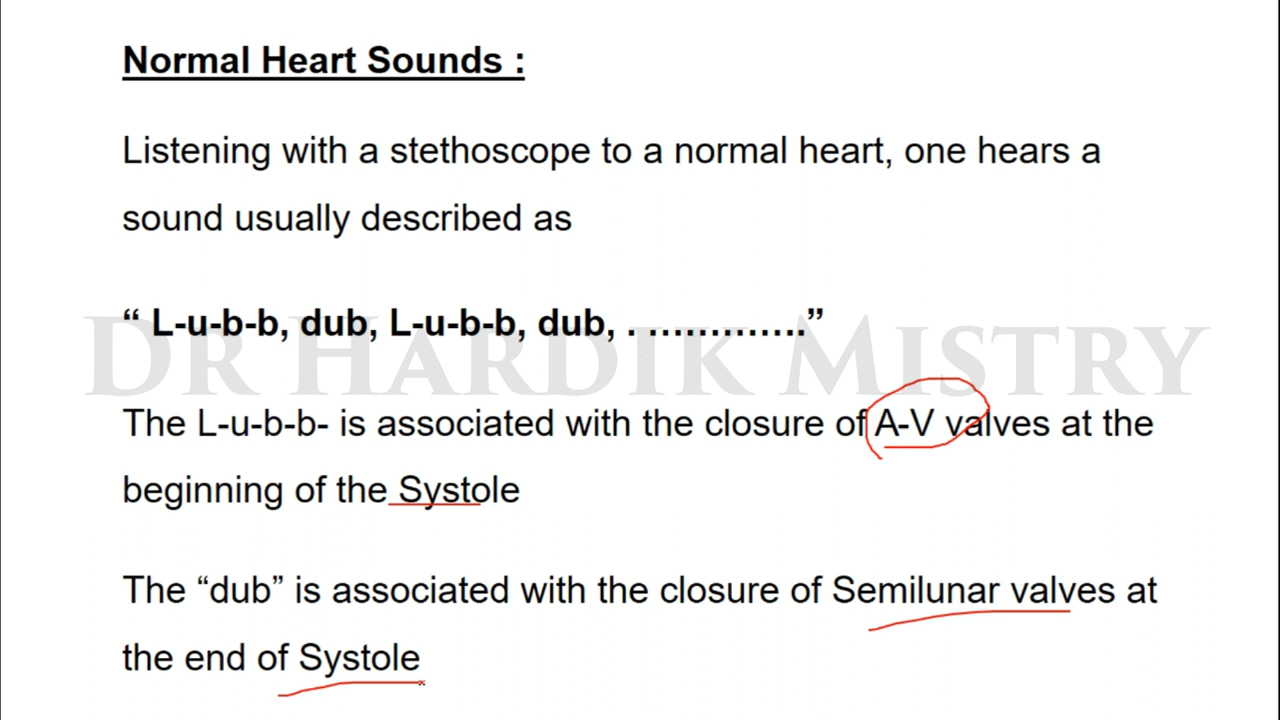 Normal Heart Sounds :
Listening with a stethoscope to a normal heart, one hears a
sound usually described as
“ L-u-b-b, dub, L-u-b-b, dub, . ………….”
DR HARDIK MISTRY
The L-u-b-b- is associated with the closure of A-V valves at the
beginning of the Systole
The “dub” is associated with the closure of Semilunar valves at
the end of Systole